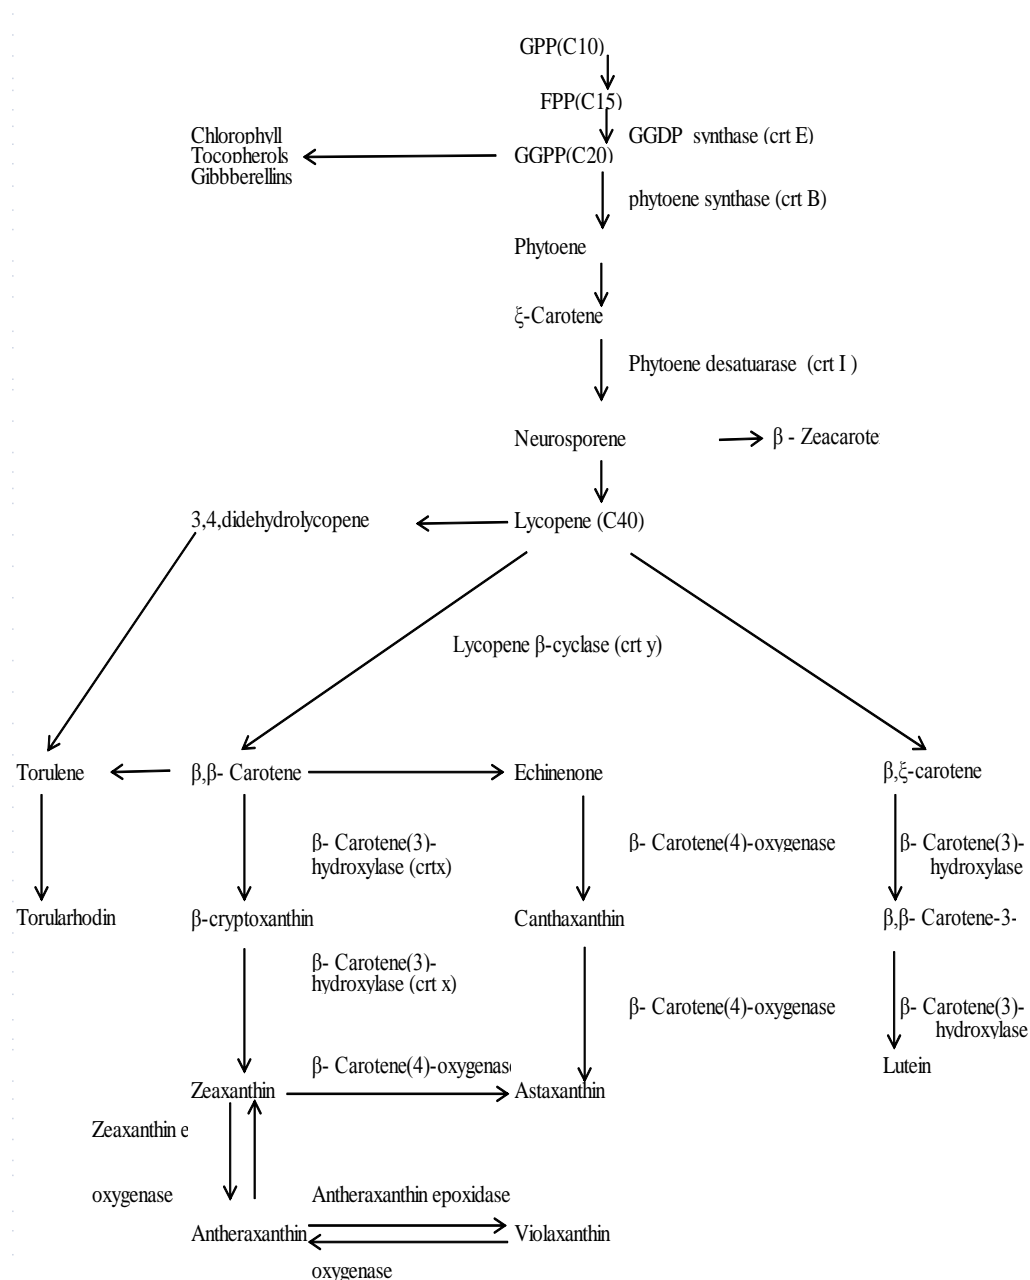 GPP(C10)
FPP(C15)
GGDP synthase (crt E)
Chlorophyll
Tocopherols
Gibbberellins
GGPP(C20)
phytoene synthase (crt B)
Phytoene
ξ-Carotene
Phytoene desatuarase (crt I )
Neurosporene
β - Zeacarote
3,4,didehydrolycopene
Lycopene (C40)
Lycopene β-cyclase (crt y)
Torulene
β,β- Carotene
Echinenone
β,ξ-carotene
β- Carotene(3)-
hydroxylase (crtx)
β- Carotene(4)-oxygenase
β- Carotene(3)-
hydroxylase
Torularhodin
β-cryptoxanthin
Canthaxanthin
β,β- Carotene-3-
β- Carotene(3)-
hydroxylase (crt x)
β- Carotene(4)-oxygenase
β- Carotene(3)-
hydroxylase
Lutein
β- Carotene(4)-oxygenase
Zeaxanthin
Astaxanthin
Zeaxanthin e
oxygenase
Antheraxanthin epoxidase
Antheraxanthin
Violaxanthin
oxygenase